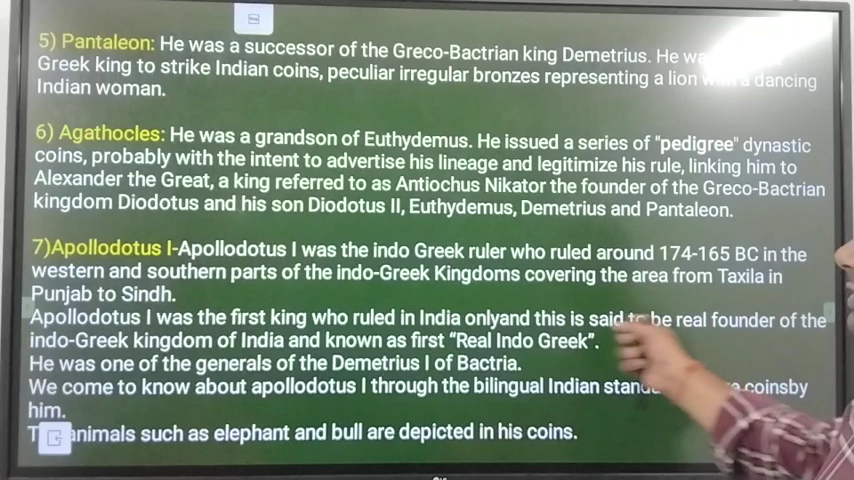 5) Pantaleon: He was a successor of the Greco-Bactrian king Demetrius. He
Greek king to strike Indian coins, peculiar irregular bronzes representing a lion a dancing
Indian woman.
6) Agathocles: He was a grandson of Euthydemus. He issued a series of "pedigree" dynastic
coins, probably with the intent to advertise his lineage and legitimize his rule, linking him to
Alexander the Great, a king referred to as Antiochus Nikator the founder of the Greco-Bactrian
kingdom Diodotus and his son Diodotus II, Euthydemus, Demetrius and Pantaleon.
7)Apollodotus I-Apollodotus I was the indo Greek ruler who ruled around 174-165 BC in the
western and southern parts of the indo-Greek Kingdoms covering the area from Taxila in
Punjab to Sindh.
Apollodotus I was the first king who ruled in India onlyand this is said to be real founder of the
indo-Greek kingdom of India and known as first “Real Indo Greek”.
He was one of the generals of the Demetrius I of Bactria.
We come to know about apollodotus I through the bilingual Indian coinsby
him.
animals such as elephant and bull are depicted in his coins.